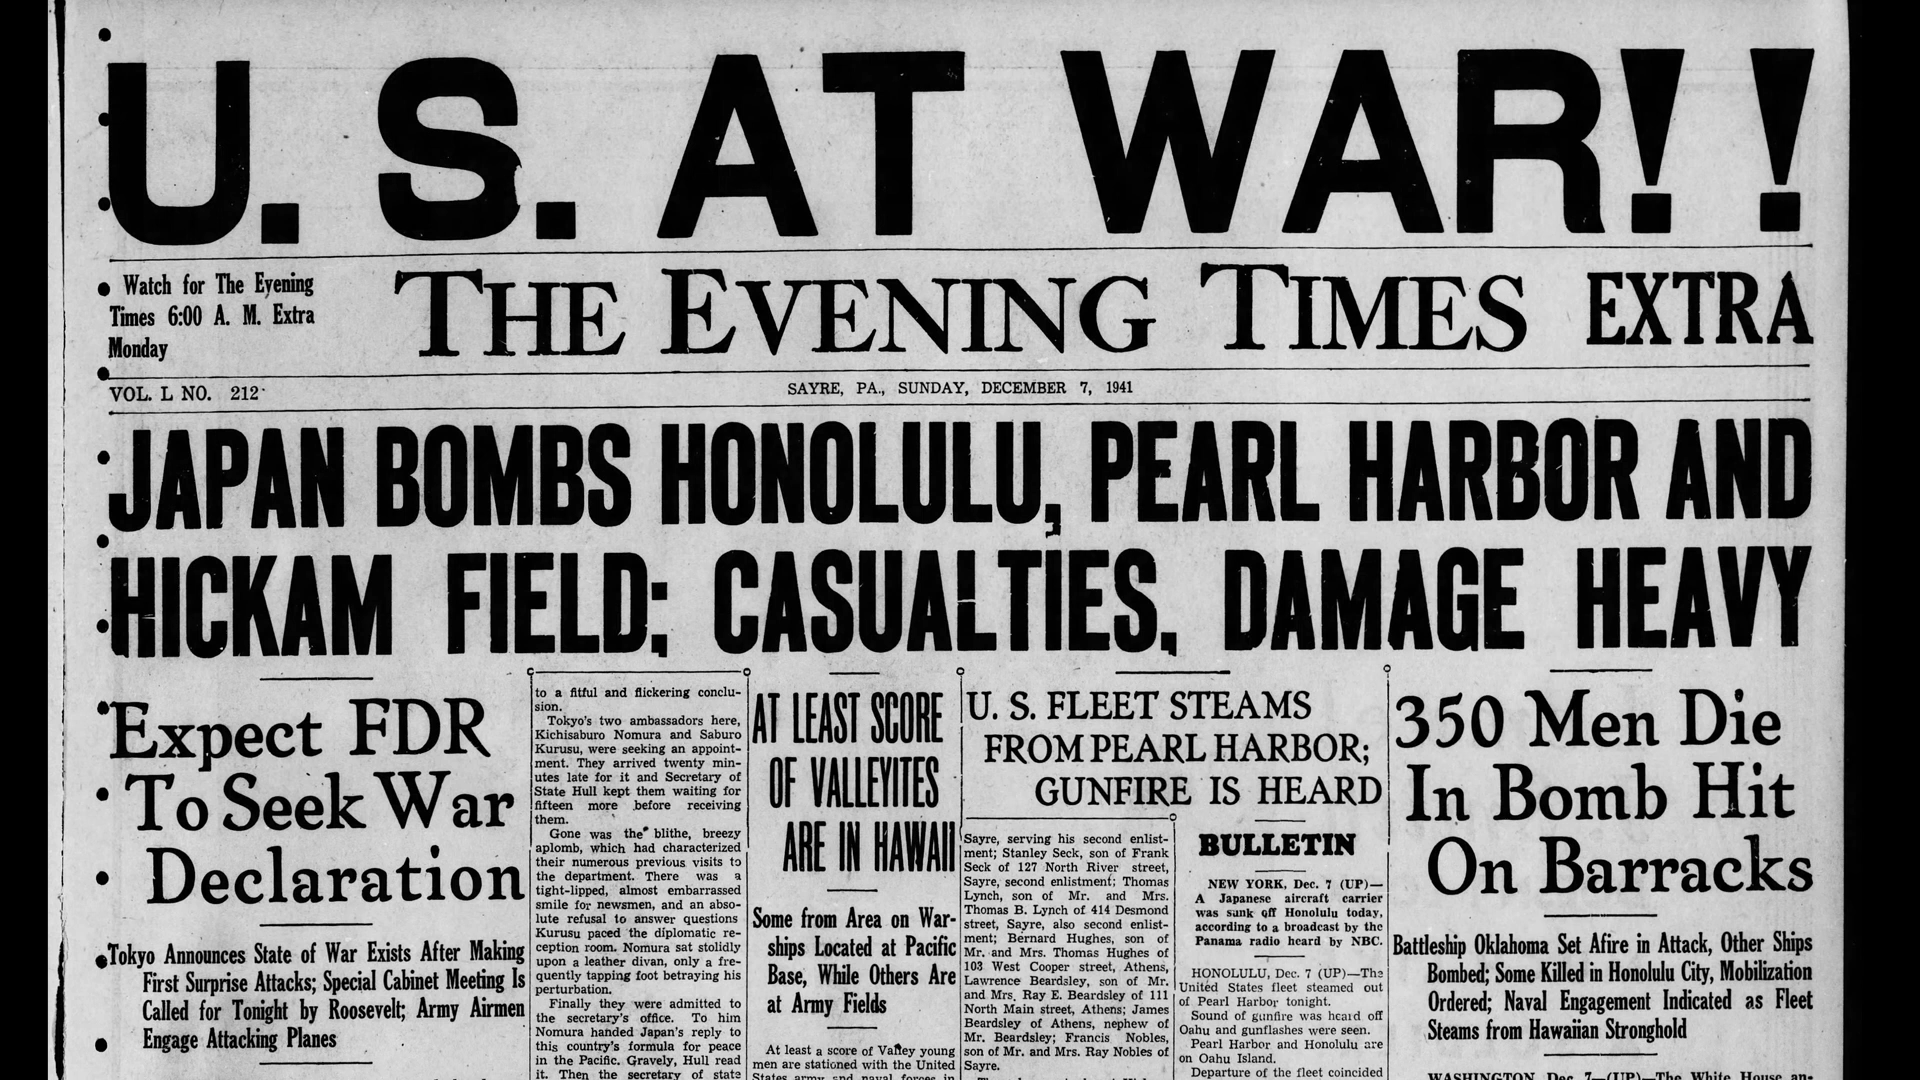 U. S. AT WAR!!
Watch for The Evening
Times 6:00 A. M. Extra
Monday
THE EVENING TIMES EXTRA
VOL. L NO. 212
SAYRE, PA., SUNDAY, DECEMBER 7, 1941
JAPAN BOMBS HONOLULU, PEARL HARBOR AND
HICKAM FIELD; CASUALTIES, DAMAGE HEAVY
Expect FDR
To Seek War
Declaration
Tokyo Announces State of War Exists After Making
First Surprise Attacks; Special Cabinet Meeting Is
Called for Tonight by Roosevelt; Army Airmen
Engage Attacking Planes
to a fitful and flickering conclu-
sion.
Tokyo's two ambassadors here,
Kichisaburo Nomura and Saburo
Kurusu, were seeking an appoint-
ment. They arrived twenty min-
utes late for it and Secretary of
State Hull kept them waiting for
fifteen more before receiving
them.
Gone was the blithe, breezy
aplomb, which had characterized
their numerous previous visits to
the department. There was a
tight-lipped, almost embarrassed
smile for newsmen, and an abso-
lute refusal to answer questions
Kurusu paced the diplomatic re-
ception room. Nomura sat stolidly
upon a leather divan, only a fre-
quently tapping foot betraying his
perturbation.
Finally they were admitted to
the secretary's office. To him
Nomura handed Japan's reply to
this country's formula for peace
in the Pacific. Gravely, Hull read
it. Then the secretary of state
AT LEAST SCORE
OF VALLEYITES
ARE IN HAWAII
Some from Area on War-
ships Located at Pacific
Base, While Others Are
at Army Fields
At least a score of Valley young
men are stationed with the United
States army and naval forces in
U. S. FLEET STEAMS
FROM PEARL HARBOR;
GUNFIRE IS HEARD
Sayre, serving his second enlist-
ment; Stanley Seck, son of Frank
Seck of 127 North River street,
Sayre, second enlistment; Thomas
Lynch, son of Mr. and Mrs.
Thomas B. Lynch of 414 Desmond
street, Sayre, also second enlist-
ment; Bernard Hughes, son of
Mr. and Mrs. Thomas Hughes of
103 West Cooper street, Athens,
Lawrence Beardsley, son of Mr.
and Mrs. Ray E. Beardsley of 111
North Main street, Athens; James
Beardsley of Athens, nephew of
Mr. Beardsley; Francis Nobles,
son of Mr. and Mrs. Ray Nobles of
Sayre.
BULLETIN
NEW YORK, Dec. 7 (UP)—
A Japanese aircraft carrier
was sunk off Honolulu today,
according to a broadcast by the
Panama radio heard by NBC.
HONOLULU, Dec. 7 (UP)—The
United States fleet steamed out
of Pearl Harbor tonight.
Sound of gunfire was heard off
Oahu and gunflashes were seen.
Pearl Harbor and Honolulu are
on Oahu Island.
Departure of the fleet coincided
350 Men Die
In Bomb Hit
On Barracks
Battleship Oklahoma Set Afire in Attack, Other Ships
Bombed; Some Killed in Honolulu City, Mobilization
Ordered; Naval Engagement Indicated as Fleet
Steams from Hawaiian Stronghold
WASHINGTON, Dec. 7—(UP)—The White House an-